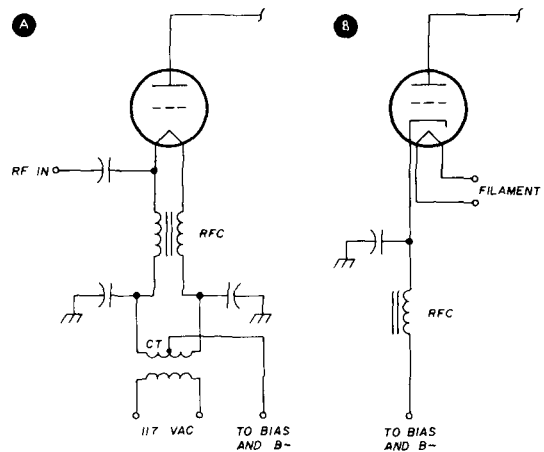 A
B
RF IN
FILAMENT
RFC
RFC
CT
117 VAC
TO BIAS
AND B-
TO BIAS
AND B-